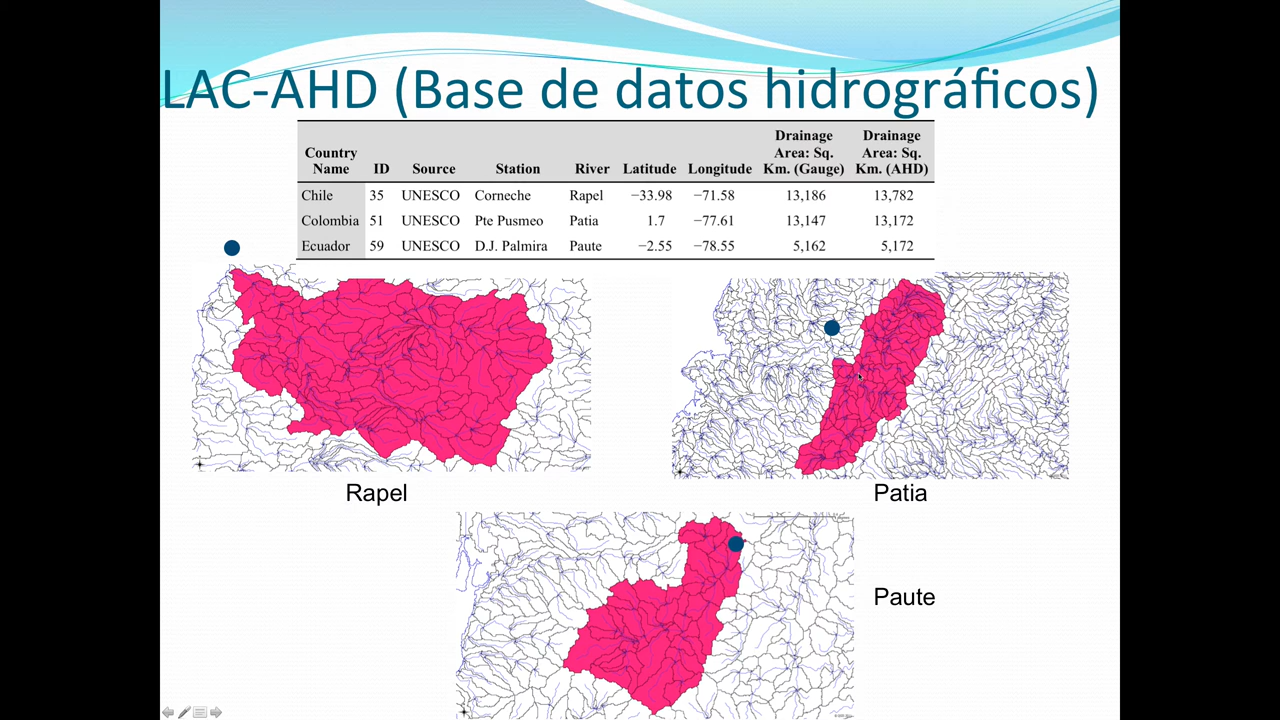 LAC-AHD (Base de datos hidrográficos)
Country Name ID Source Station River Latitude Longitude Drainage Area: Sq. Km. (Gauge) Drainage Area: Sq. Km. (AHD)
Chile 35 UNESCO Corneche Rapel −33.98 −71.58 13,186 13,782
Colombia 51 UNESCO Pte Pusmeo Patia 1.7 −77.61 13,147 13,172
Ecuador 59 UNESCO D.J. Palmira Paute −2.55 −78.55 5,162 5,172
Rapel
Patia
Paute